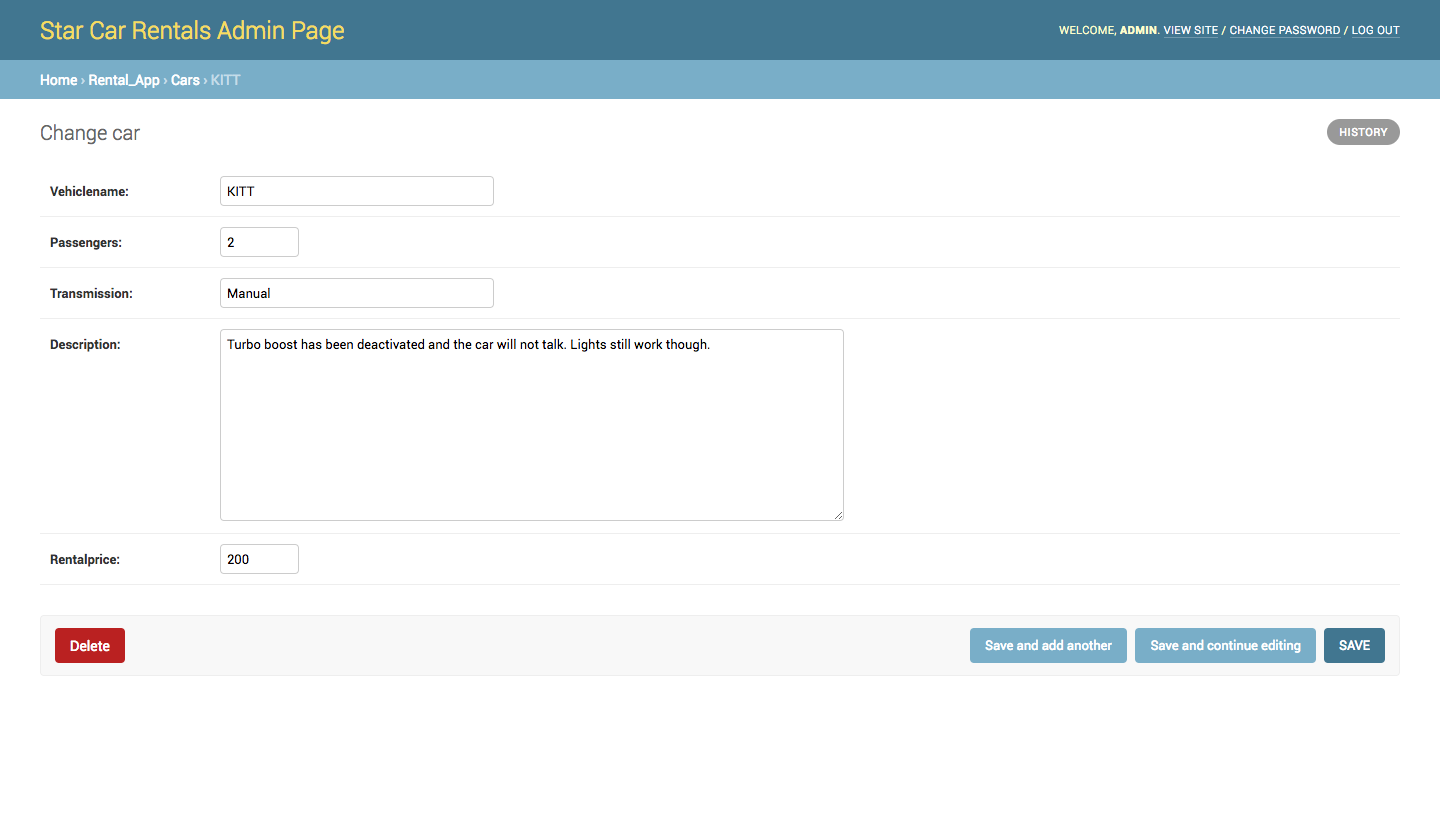 Star Car Rentals Admin Page
WELCOME, ADMIN. VIEW SITE / CHANGE PASSWORD / LOG OUT
Home › Rental_App › Cars › KITT
Change car
HISTORY
Vehiclename: KITT
Passengers: 2
Transmission: Manual
Description: Turbo boost has been deactivated and the car will not talk. Lights still work though.
Rentalprice: 200
Delete
Save and add another
Save and continue editing
SAVE